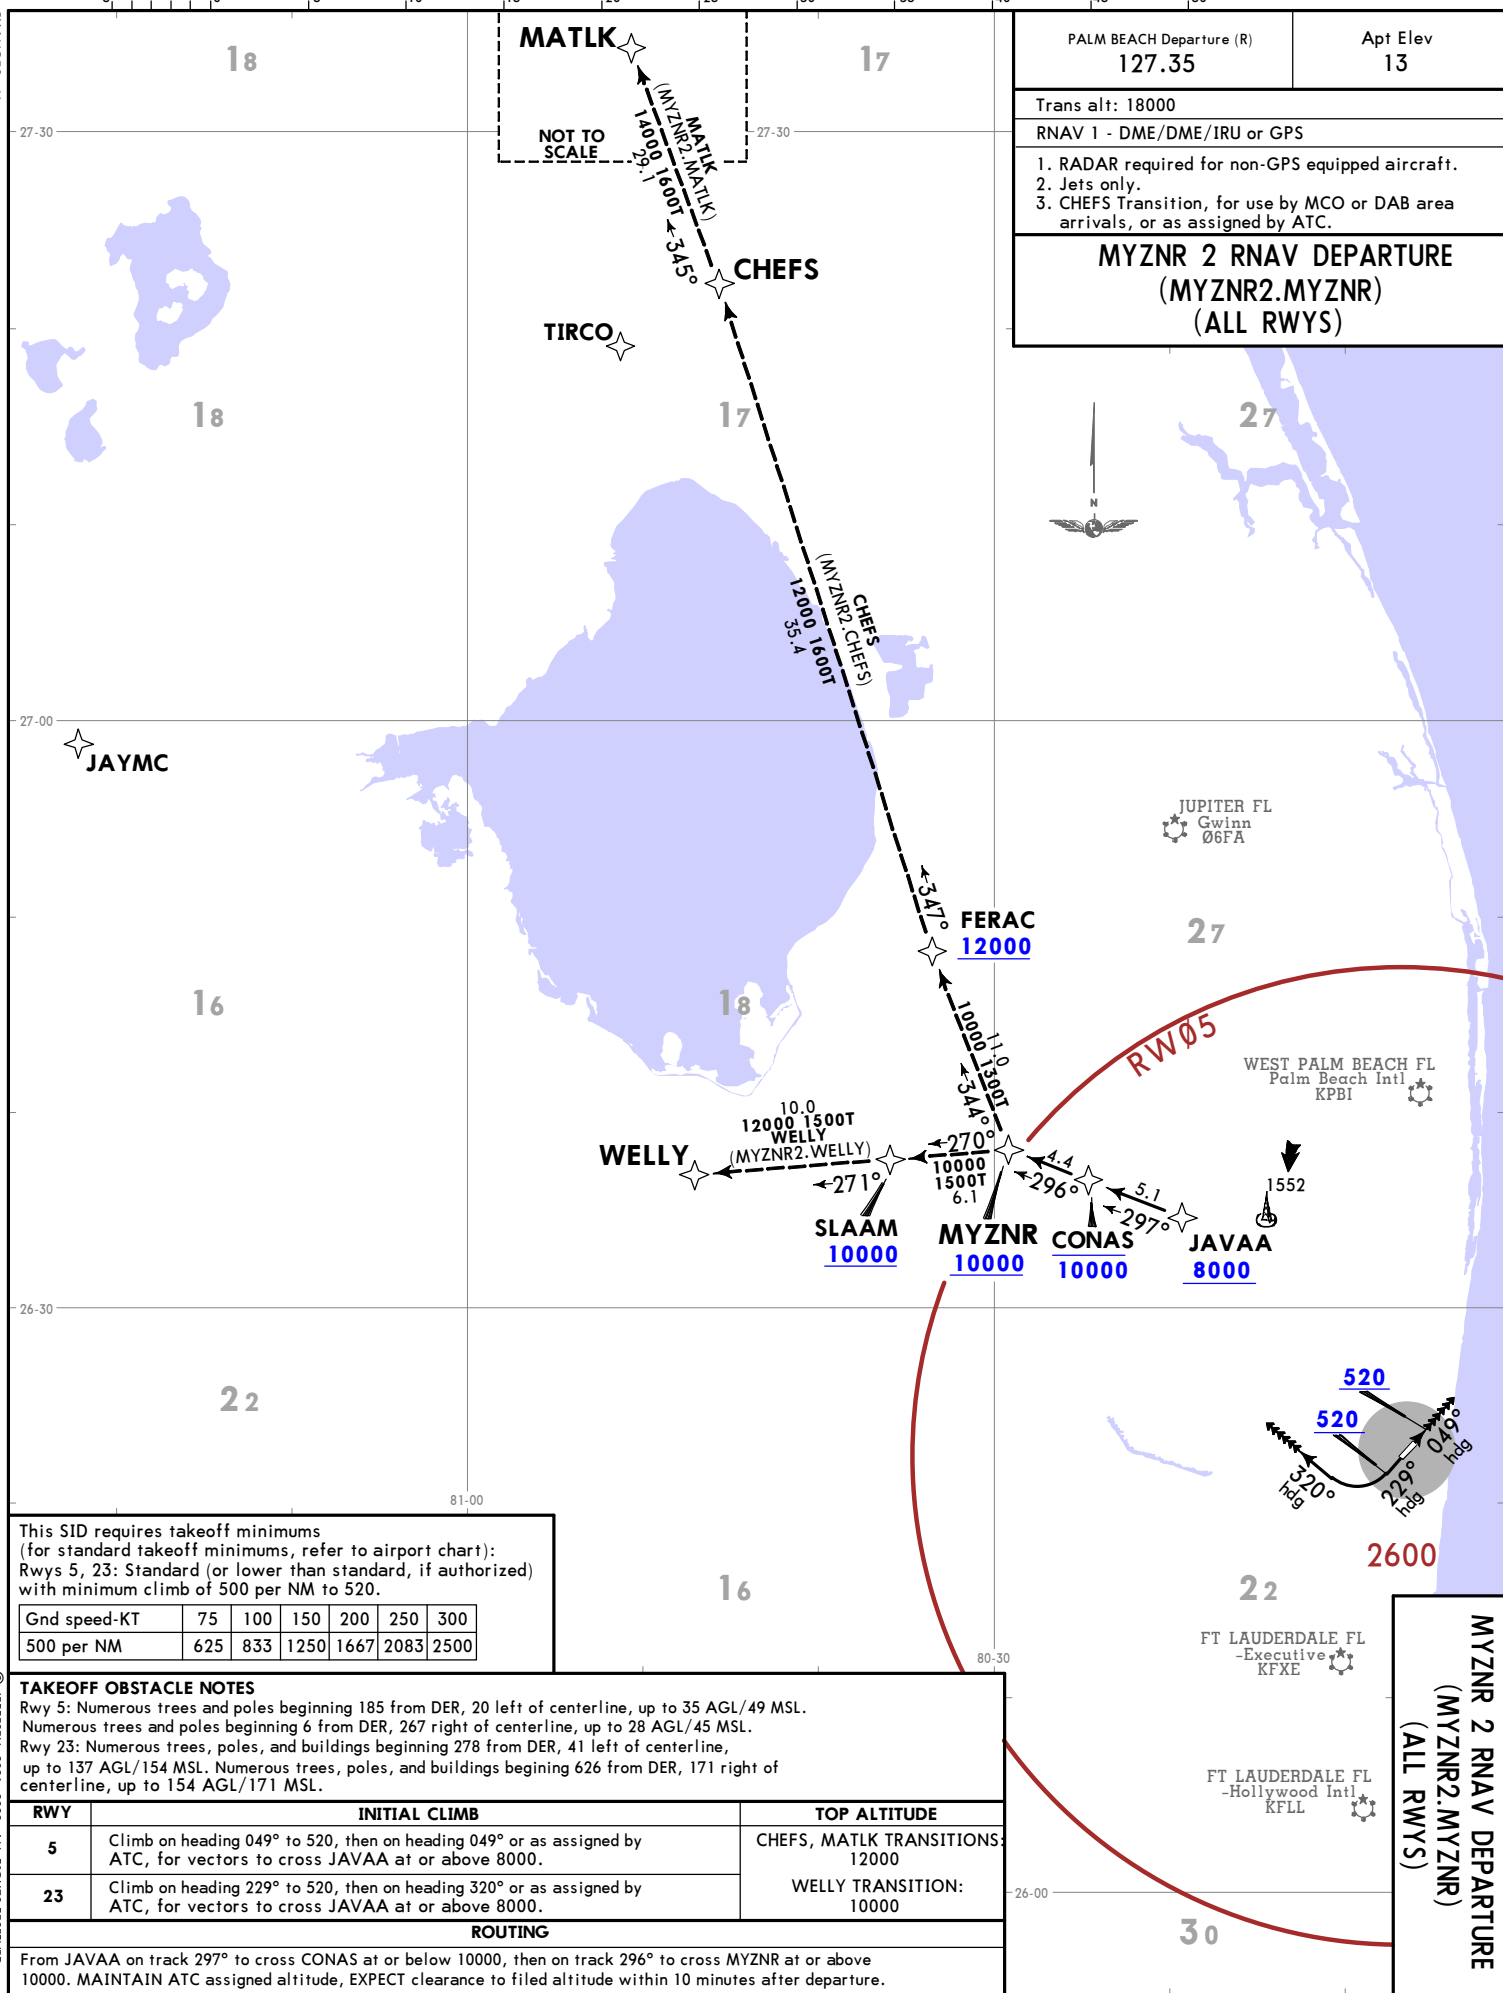 PALM BEACH Departure (R)
127.35
Apt Elev
13
Trans alt: 18000
RNAV 1 - DME/DME/IRU or GPS
1. RADAR required for non-GPS equipped aircraft.
2. Jets only.
3. CHEFS Transition, for use by MCO or DAB area
arrivals, or as assigned by ATC.
MYZNR 2 RNAV DEPARTURE
(MYZNR2.MYZNR)
(ALL RWYS)
MATLK
18
17
27-30
NOT TO
SCALE
27-30
MATLK
(MYZNR2.MATLK)
14000 1600T
29.1
345°
CHEFS
TIRCO
18
17
27
N
CHEFS
(MYZNR2.CHEFS)
12000 1600T
35.4
27-00
JAYMC
JUPITER FL
Gwinn
Ø6FA
347°
FERAC
12000
27
16
18
11.0
10000 1300T
344°
RWØ5
WEST PALM BEACH FL
Palm Beach Intl
KPBI
10.0
12000 1500T
WELLY
(MYZNR2.WELLY)
WELLY
271°
270°
10000
1500T
6.1
4.4
296°
5.1
297°
1552
SLAAM
10000
MYZNR
10000
CONAS
10000
JAVAA
8000
26-30
22
520
520
049°
hdg
229°
hdg
320°
hdg
2600
81-00
This SID requires takeoff minimums
(for standard takeoff minimums, refer to airport chart):
Rwys 5, 23: Standard (or lower than standard, if authorized)
with minimum climb of 500 per NM to 520.
Gnd speed-KT 75 100 150 200 250 300
500 per NM 625 833 1250 1667 2083 2500
16
22
80-30
FT LAUDERDALE FL
-Executive
KFXE
FT LAUDERDALE FL
-Hollywood Intl
KFLL
26-00
30
TAKEOFF OBSTACLE NOTES
Rwy 5: Numerous trees and poles beginning 185 from DER, 20 left of centerline, up to 35 AGL/49 MSL.
Numerous trees and poles beginning 6 from DER, 267 right of centerline, up to 28 AGL/45 MSL.
Rwy 23: Numerous trees, poles, and buildings beginning 278 from DER, 41 left of centerline,
up to 137 AGL/154 MSL. Numerous trees, poles, and buildings begining 626 from DER, 171 right of
centerline, up to 154 AGL/171 MSL.
RWY INITIAL CLIMB TOP ALTITUDE
5
Climb on heading 049° to 520, then on heading 049° or as assigned by
ATC, for vectors to cross JAVAA at or above 8000.
CHEFS, MATLK TRANSITIONS:
12000
23
Climb on heading 229° to 520, then on heading 320° or as assigned by
ATC, for vectors to cross JAVAA at or above 8000.
WELLY TRANSITION:
10000
ROUTING
From JAVAA on track 297° to cross CONAS at or below 10000, then on track 296° to cross MYZNR at or above
10000. MAINTAIN ATC assigned altitude, EXPECT clearance to filed altitude within 10 minutes after departure.
MYZNR 2 RNAV DEPARTURE
(MYZNR2.MYZNR)
(ALL RWYS)